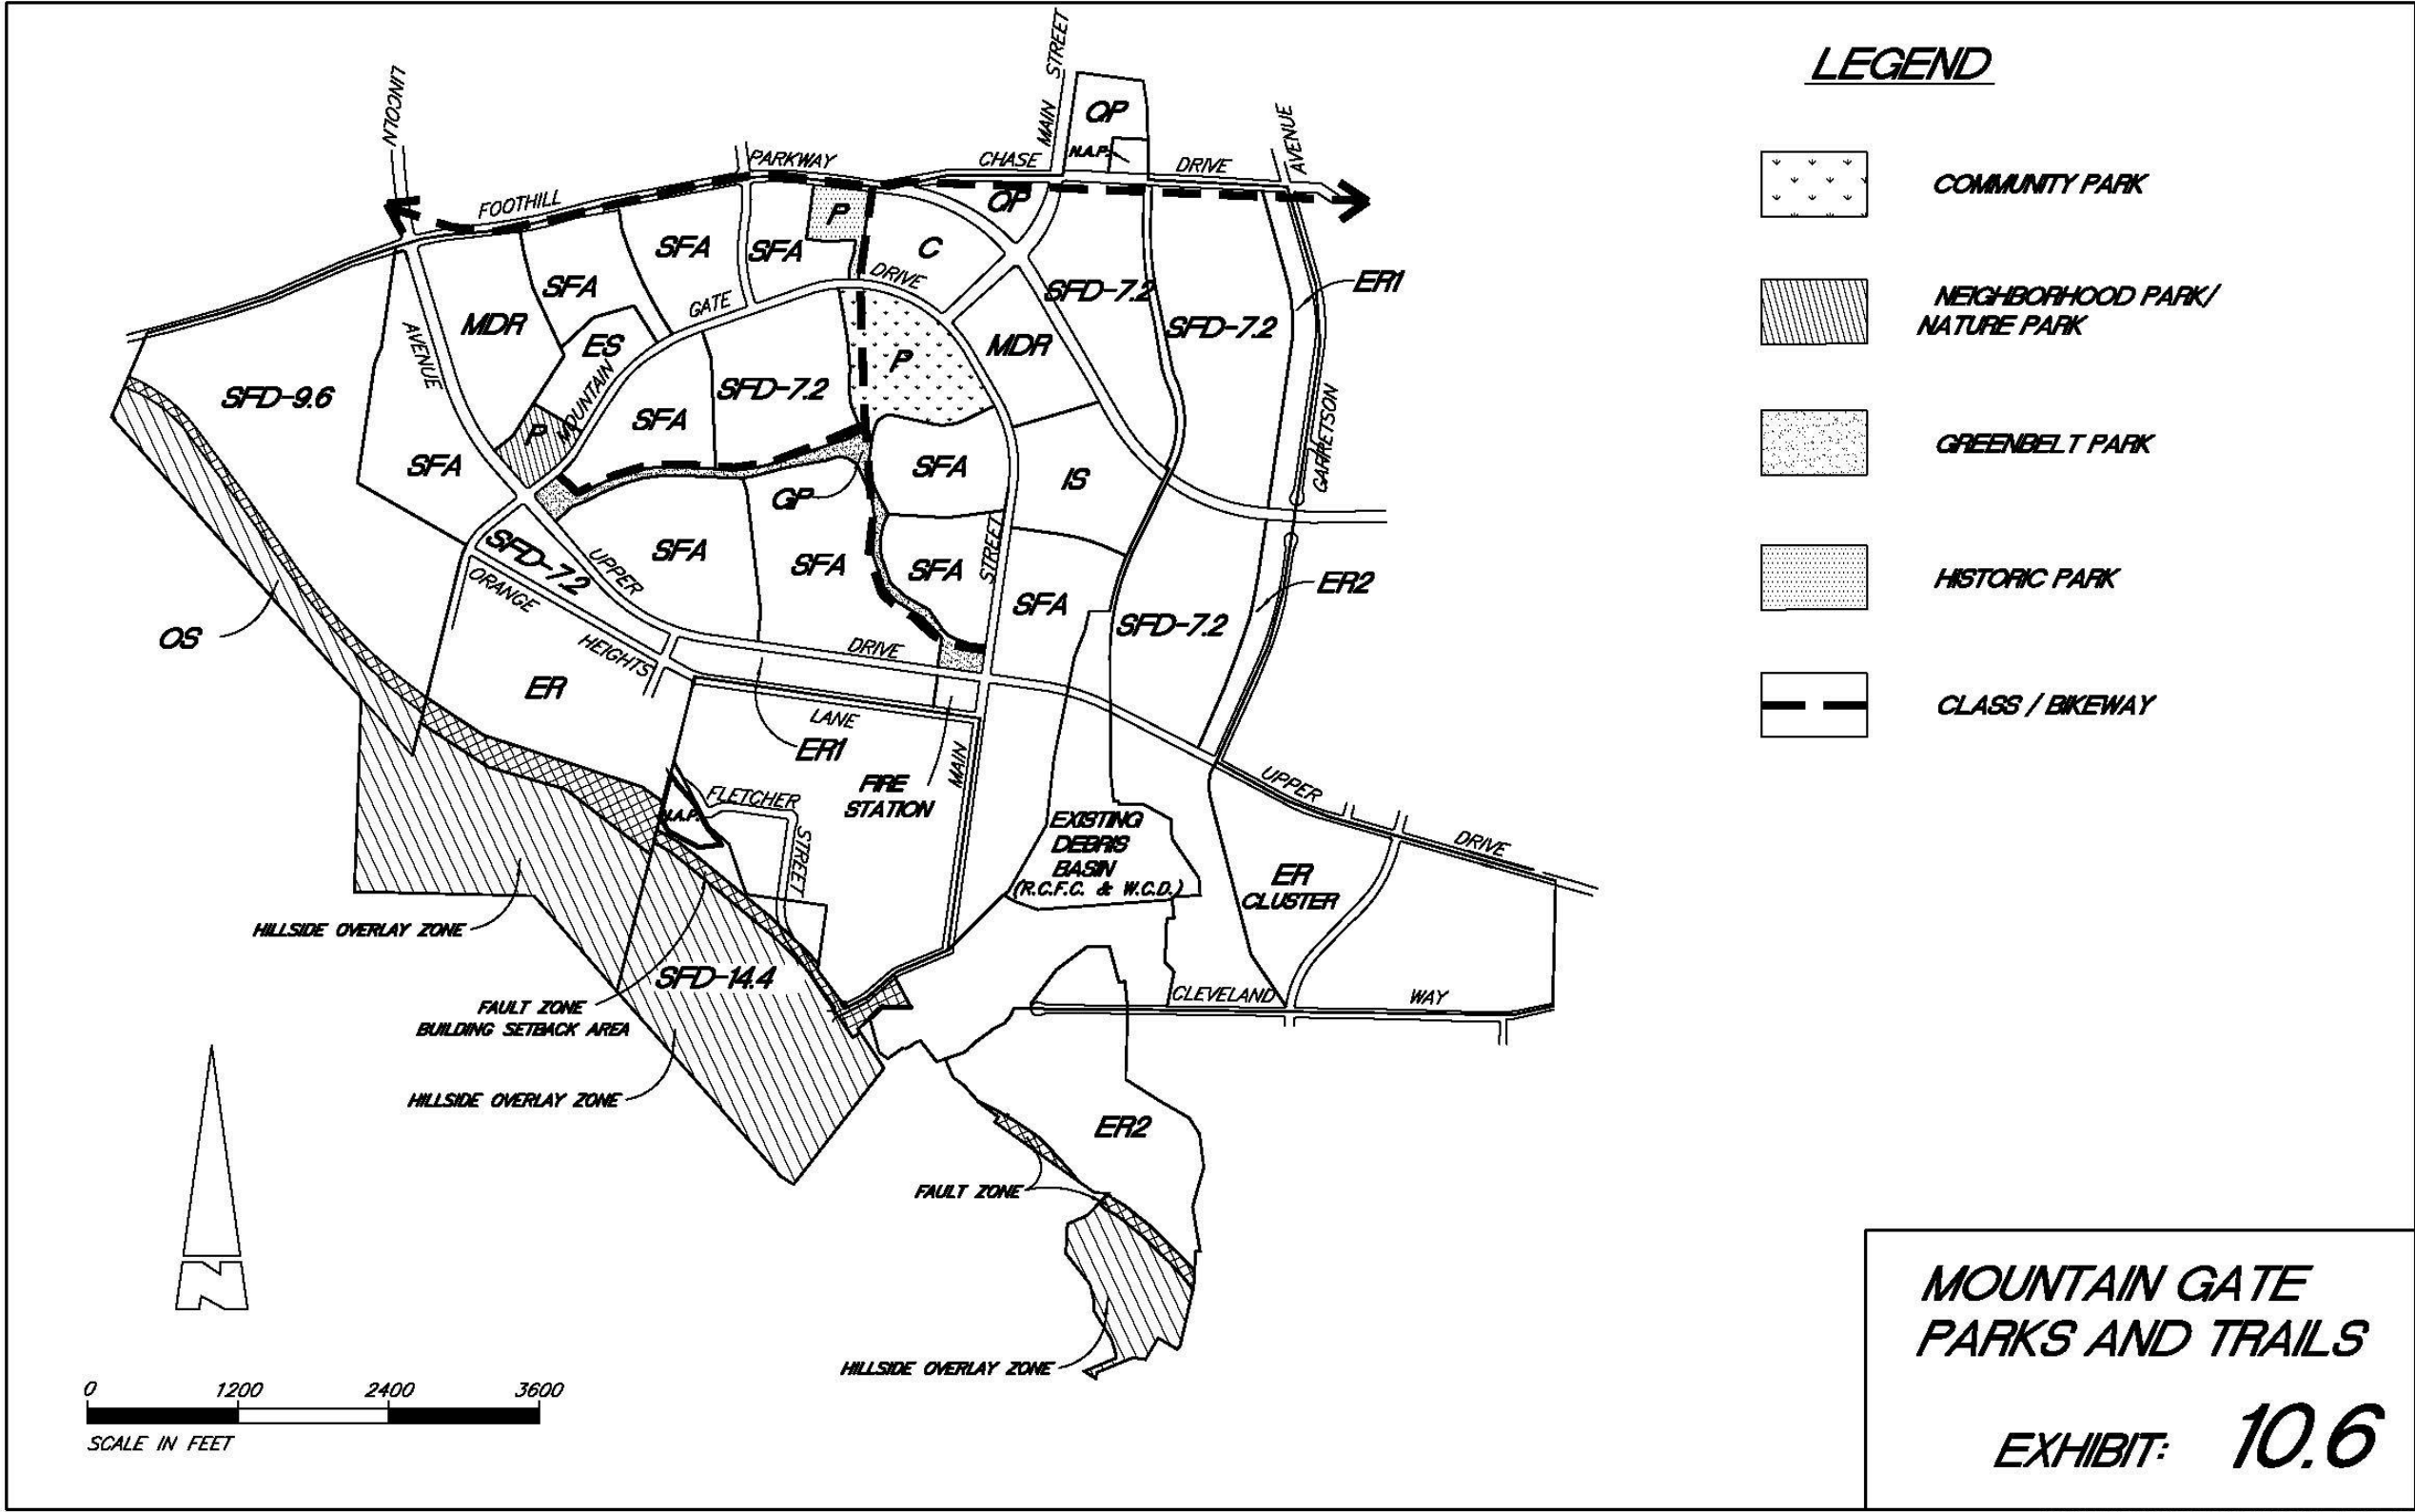 LEGEND
COMMUNITY PARK
NEIGHBORHOOD PARK/
NATURE PARK
GREENBELT PARK
HISTORIC PARK
CLASS / BIKEWAY
LINCOLN
AVENUE
FOOTHILL
PARKWAY
CHASE
DRIVE
MAIN
STREET
OP
N.A.P.
AVENUE
GARRETSON
OP
P
C
SFA
SFA
SFA
MDR
ES
GATE
DRIVE
MOUNTAIN
SFD-7.2
SFD-7.2
ER1
MDR
P
SFD-7.2
SFD-9.6
SFA
P
SFA
SFA
IS
GP
SFA
SFA
SFA
STREET
SFD-7.2
UPPER
DRIVE
ORANGE
HEIGHTS
LANE
SFA
SFD-7.2
ER2
OS
ER
ER1
FIRE
STATION
MAIN
FLETCHER
STREET
N.A.P.
EXISTING
DEBRIS
BASIN
(R.C.F.C. & W.C.D.)
UPPER
DRIVE
ER
CLUSTER
CLEVELAND
WAY
HILLSIDE OVERLAY ZONE
SFD-14.4
FAULT ZONE
BUILDING SETBACK AREA
HILLSIDE OVERLAY ZONE
ER2
FAULT ZONE
HILLSIDE OVERLAY ZONE
N
0 1200 2400 3600
SCALE IN FEET
MOUNTAIN GATE
PARKS AND TRAILS
EXHIBIT: 10.6